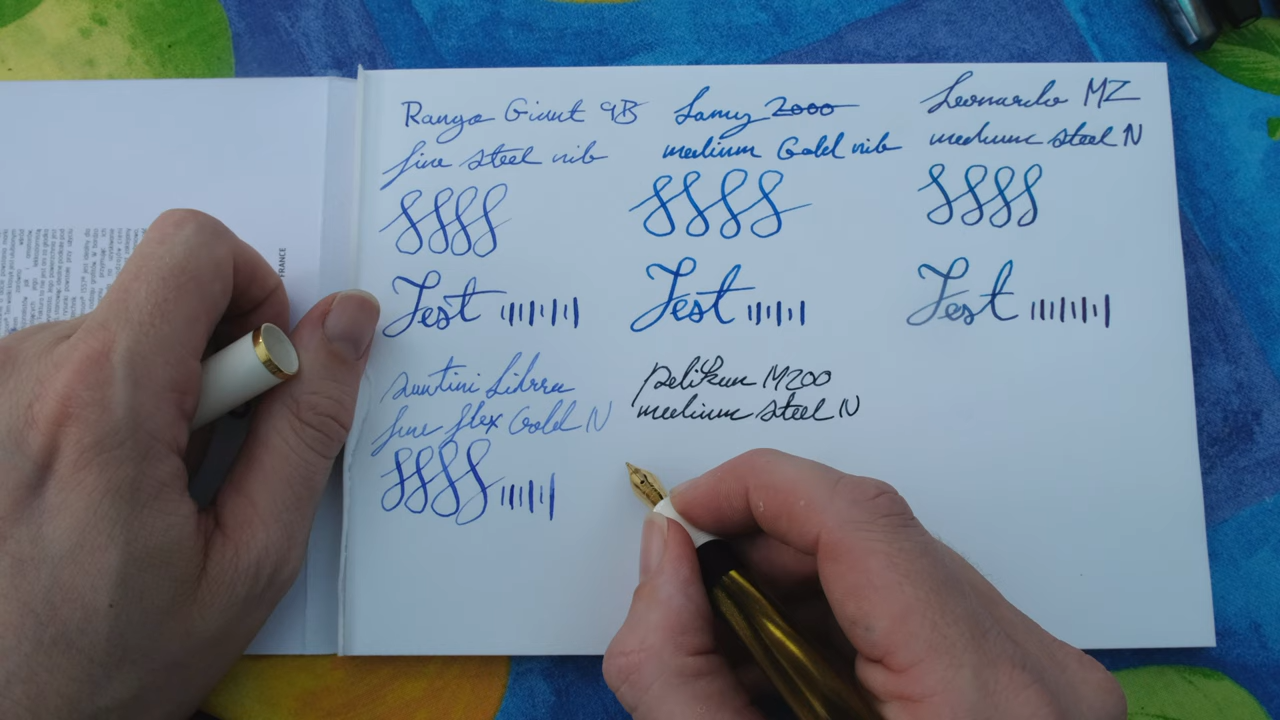 Ranga Giant 9B
fine steel nib
Test
Lamy 2000
medium Gold nib
Test
Leonardo MZ
medium steel N
Test
Santini Libra
fine flex Gold N
Pelikan M200
medium steel N
FRANCE